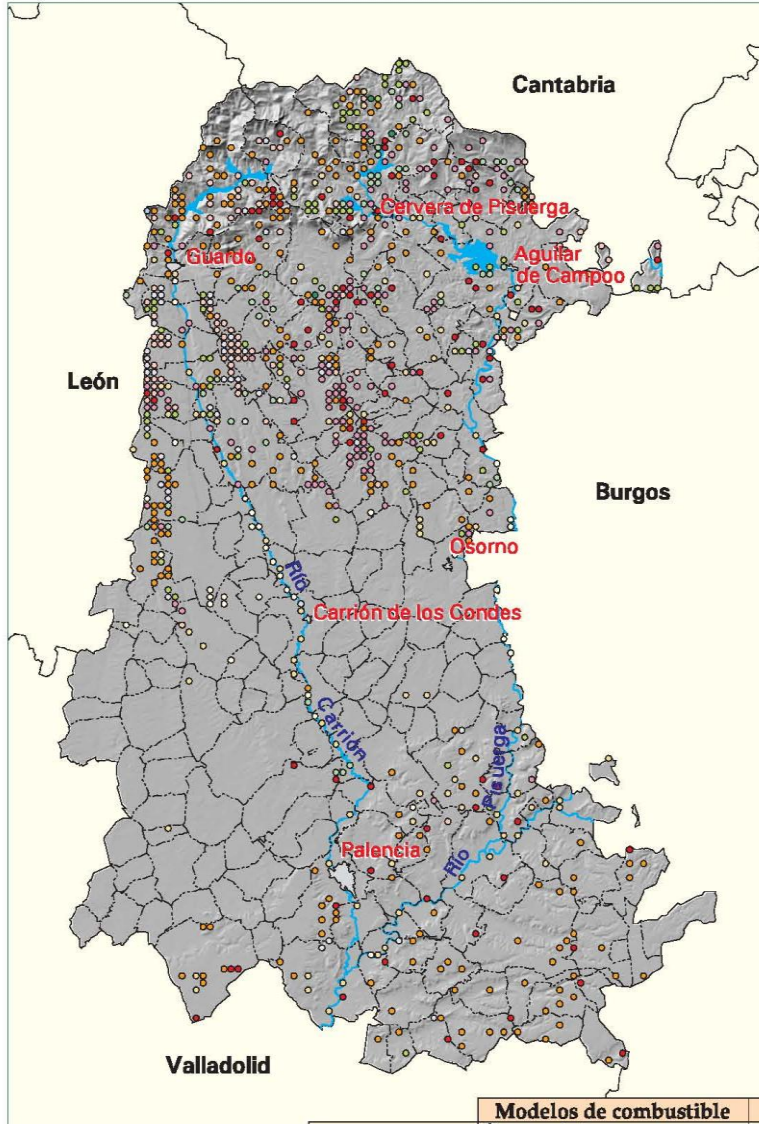 Cantabria
Cervera de Pisuerga
Guardo
Aguilar
de Campoo
León
Burgos
Osorno
Río
Carrión de los Condes
Carrión
Pisuerga
Palencia
Río
Valladolid
Modelos de combustible